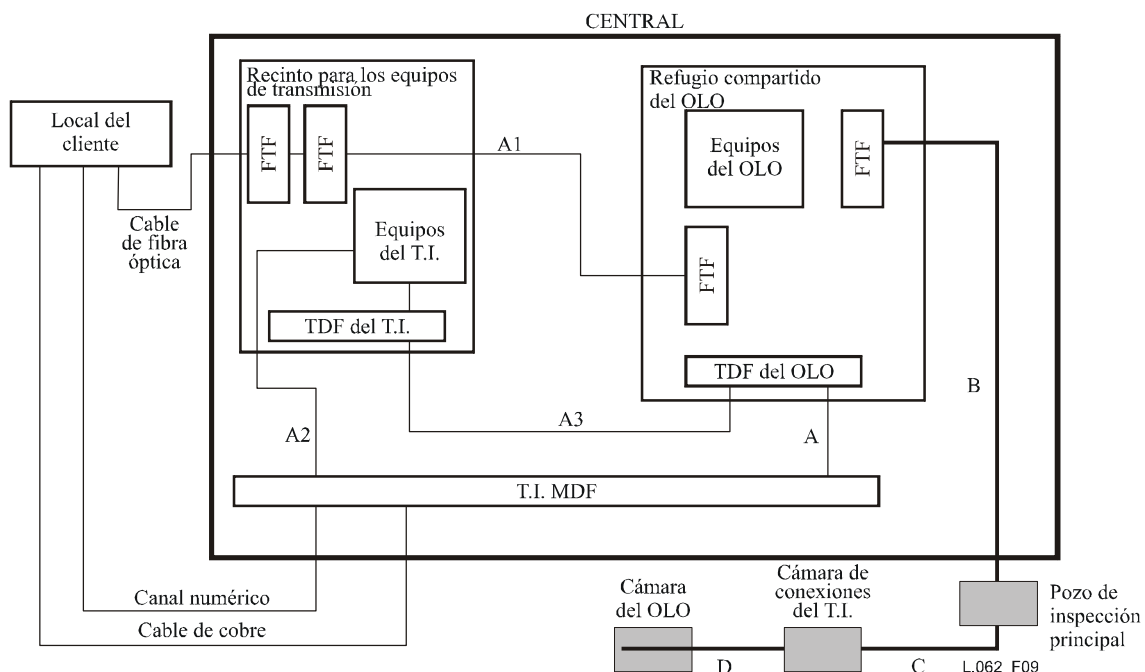 CENTRAL
Recinto para los equipos
de transmisión
Refugio compartido
del OLO
Local del
cliente
FTF
FTF
A1
Equipos
del OLO
FTF
Cable
de fibra
óptica
Equipos
del T.I.
FTF
TDF del T.I.
TDF del OLO
B
A2
A3
A
T.I. MDF
Canal numérico
Cable de cobre
Cámara
del OLO
Cámara de
conexiones
del T.I.
Pozo de
inspección
principal
D
C
L.062_F09